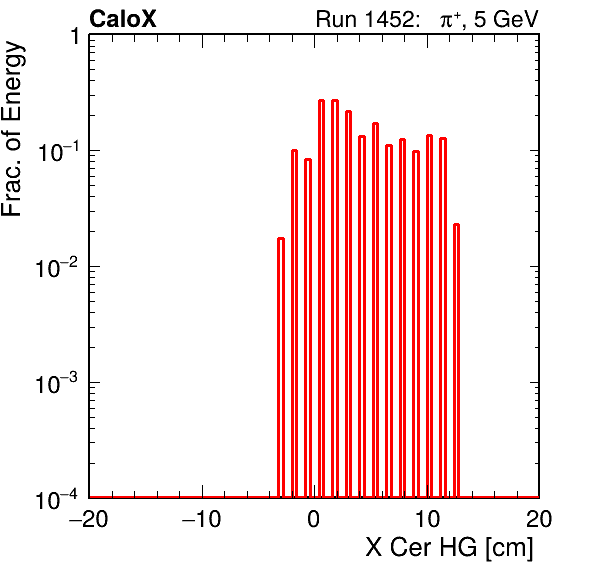 CaloX
Run 1452: π⁺, 5 GeV
Frac. of Energy
1
10⁻¹
10⁻²
10⁻³
10⁻⁴
−20
−10
0
10
20
X Cer HG [cm]